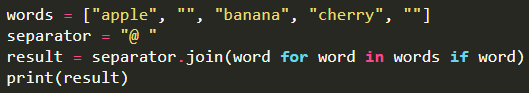 words = ["apple", "", "banana", "cherry", ""]
separator = "@ "
result = separator.join(word for word in words if word)
print(result)